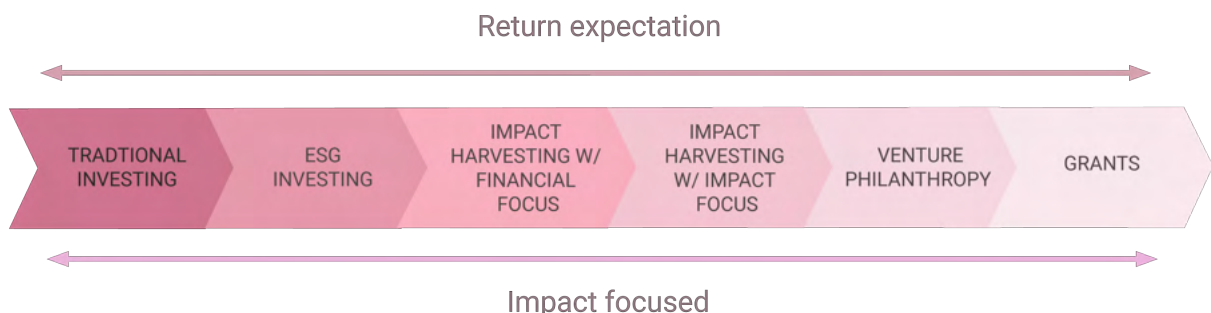 Return expectation
TRADTIONAL
INVESTING
ESG
INVESTING
IMPACT
HARVESTING W/
FINANCIAL
FOCUS
IMPACT
HARVESTING
W/ IMPACT
FOCUS
VENTURE
PHILANTHROPY
GRANTS
Impact focused